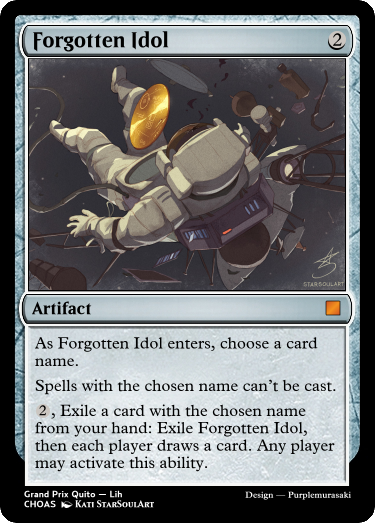 Forgotten Idol
2
STARSOULART
Artifact
As Forgotten Idol enters, choose a card
name.
Spells with the chosen name can't be cast.
2, Exile a card with the chosen name
from your hand: Exile Forgotten Idol,
then each player draws a card. Any player
may activate this ability.
Grand Prix Quito — Lih
CHOAS Kati StarSoulArt
Design — Purplemurasaki